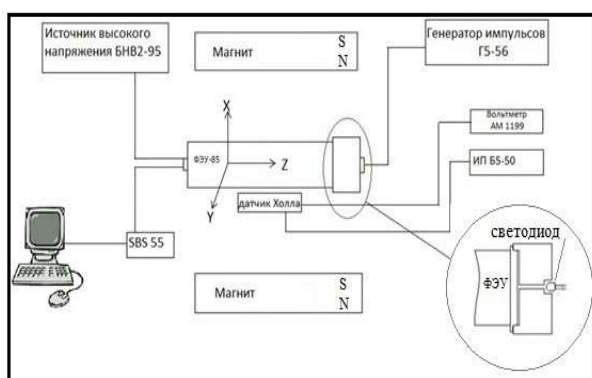 Источник высокого
напряжения БНВ2-95
Магнит
S
N
Генератор импульсов
Г5-56
Вольтметр
АМ 1199
ИП Б5-50
X
ФЭУ-85
Z
Y
датчик Холла
SBS 55
светодиод
ФЭУ
Магнит
S
N